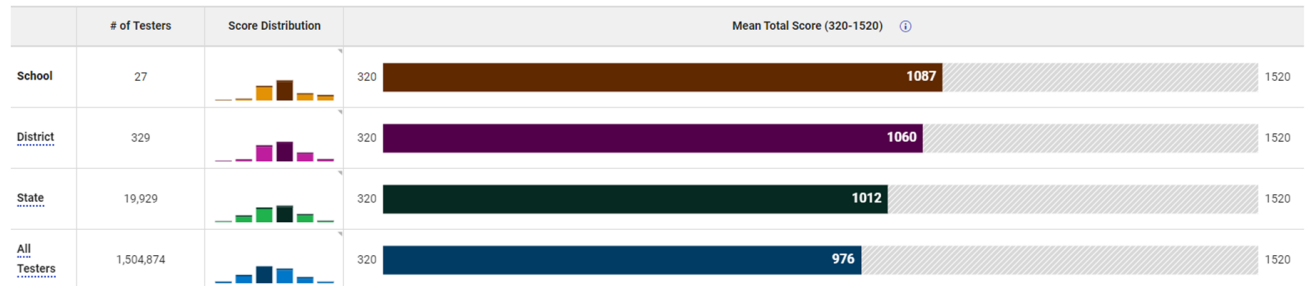 # of Testers Score Distribution Mean Total Score (320-1520) i
School 27 320 1087 1520
District 329 320 1060 1520
State 19,929 320 1012 1520
All
Testers 1,504,874 320 976 1520